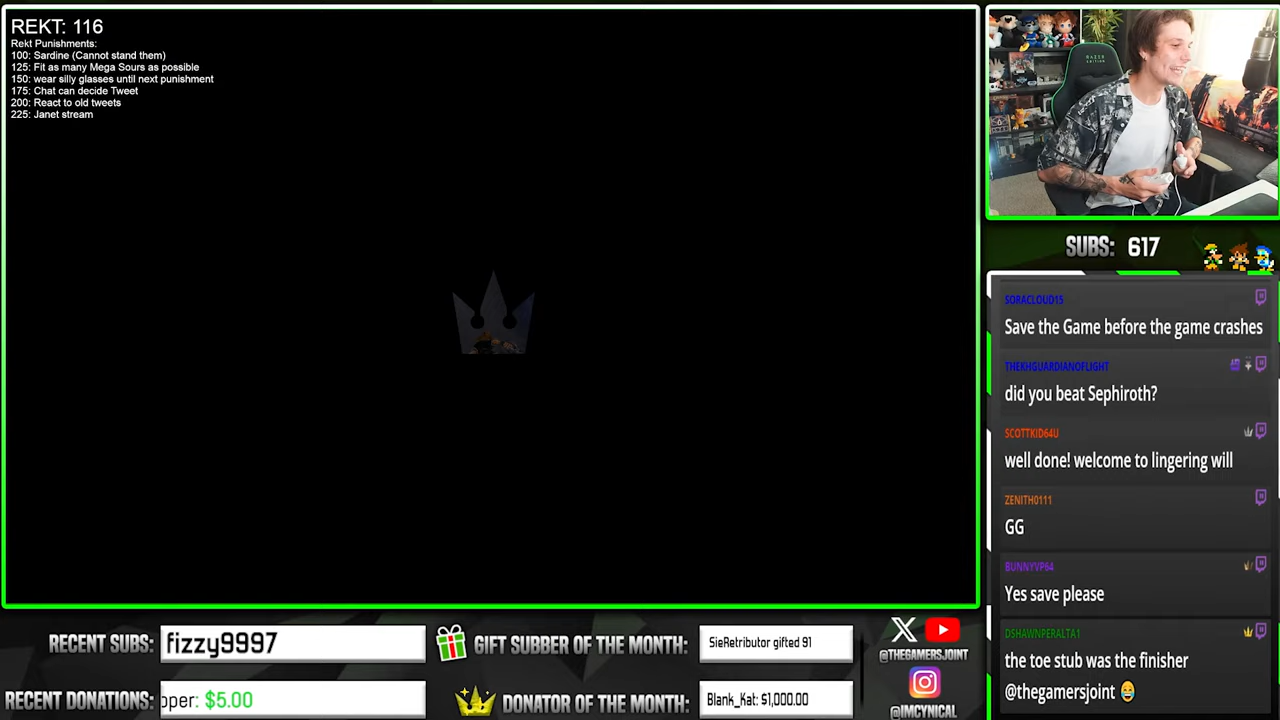 REKT: 116
Rekt Punishments:
100: Sardine (Cannot stand them)
125: Fit as many Mega Sours as possible
150: wear silly glasses until next punishment
175: Chat can decide Tweet
200: React to old tweets
225: Janet stream
SUBS: 617
SORACLOUD15
Save the Game before the game crashes
THEKHGUARDIANOFLIGHT
did you beat Sephiroth?
SCOTTKID64U
well done! welcome to lingering will
ZENITH0111
GG
BUNNYVP64
Yes save please
DSHAWNPERALTA1
the toe stub was the finisher
@thegamersjoint 😂
RECENT SUBS: fizzy9997
GIFT SUBBER OF THE MONTH: SieRetributor gifted 91
@THEGAMERSJOINT
RECENT DONATIONS: oper: $5.00
DONATOR OF THE MONTH: Blank_Kat: $1,000.00
@IMCYNICAL